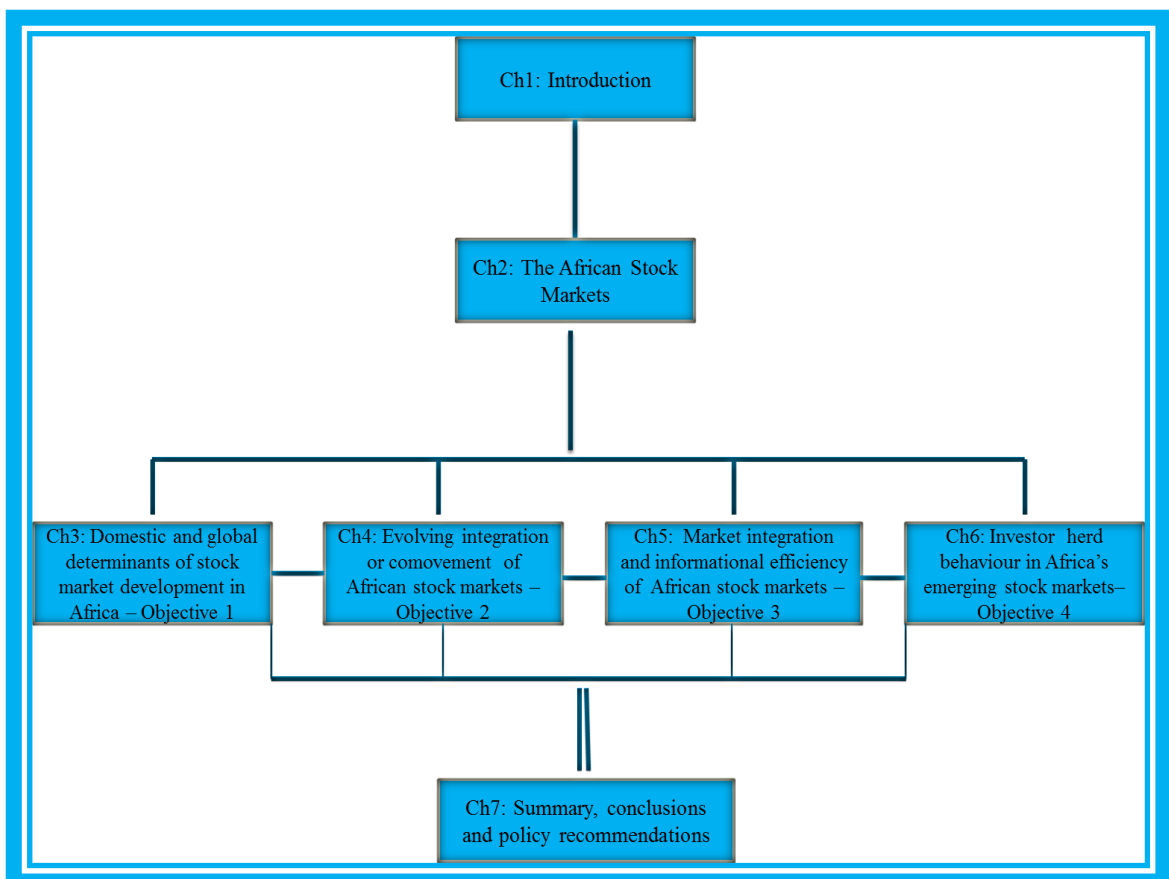 Ch1: Introduction
Ch2: The African Stock
Markets
Ch3: Domestic and global
determinants of stock
market development in
Africa – Objective 1
Ch4: Evolving integration
or comovement of
African stock markets –
Objective 2
Ch5: Market integration
and informational efficiency
of African stock markets –
Objective 3
Ch6: Investor herd
behaviour in Africa’s
emerging stock markets–
Objective 4
Ch7: Summary, conclusions
and policy recommendations